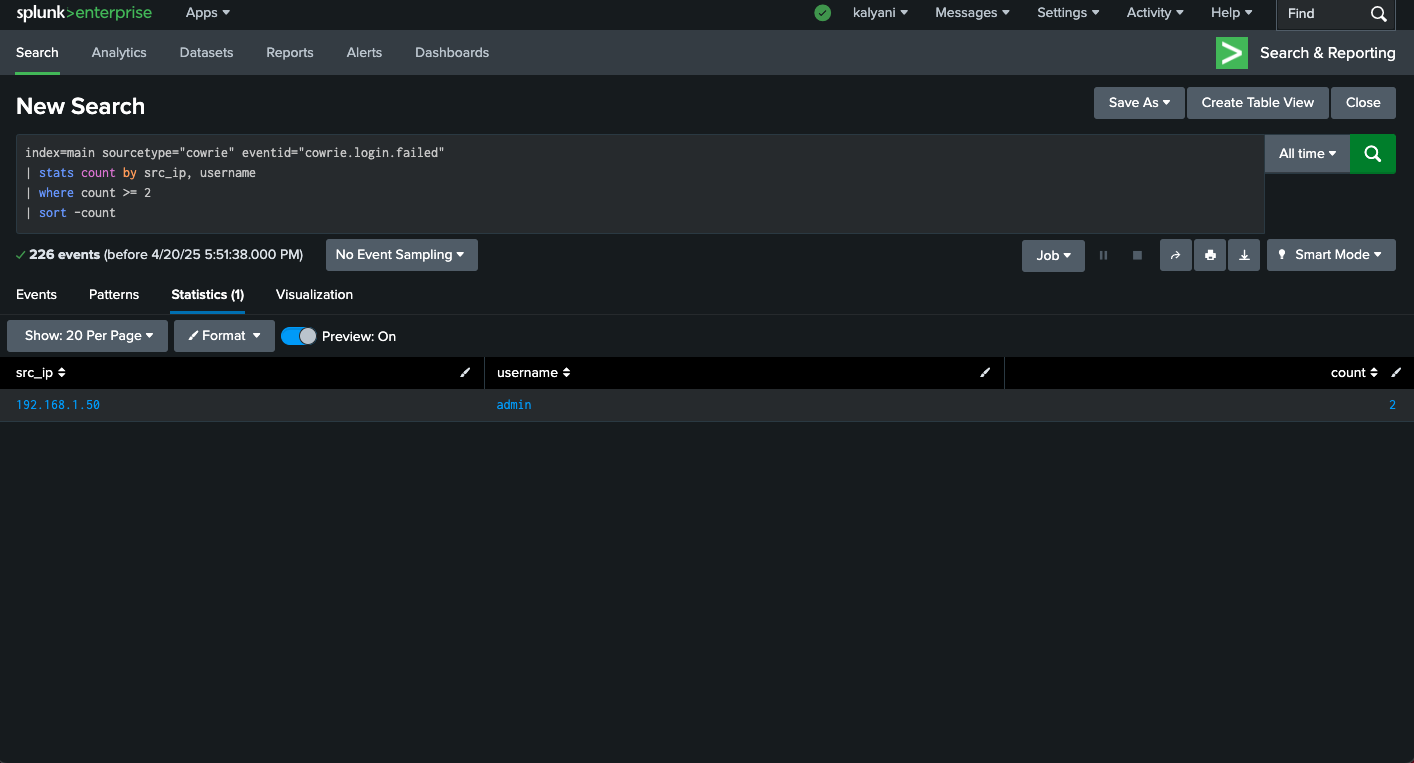 splunk>enterprise Apps kalyani Messages Settings Activity Help Find
Search Analytics Datasets Reports Alerts Dashboards Search & Reporting
New Search Save As Create Table View Close
index=main sourcetype="cowrie" eventid="cowrie.login.failed" All time
| stats count by src_ip, username
| where count >= 2
| sort -count
226 events (before 4/20/25 5:51:38.000 PM) No Event Sampling Job Smart Mode
Events Patterns Statistics (1) Visualization
Show: 20 Per Page Format Preview: On
src_ip username count
192.168.1.50 admin 2